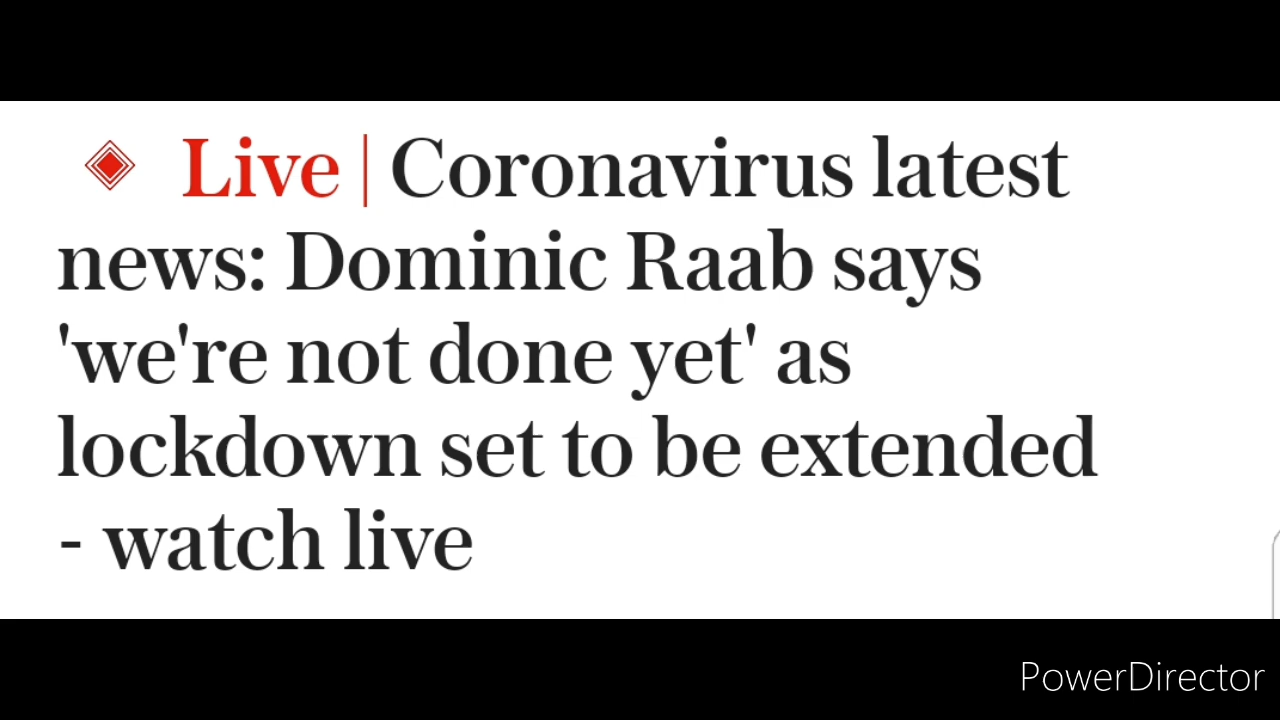 Live | Coronavirus latest
news: Dominic Raab says
'we're not done yet' as
lockdown set to be extended
- watch live
PowerDirector